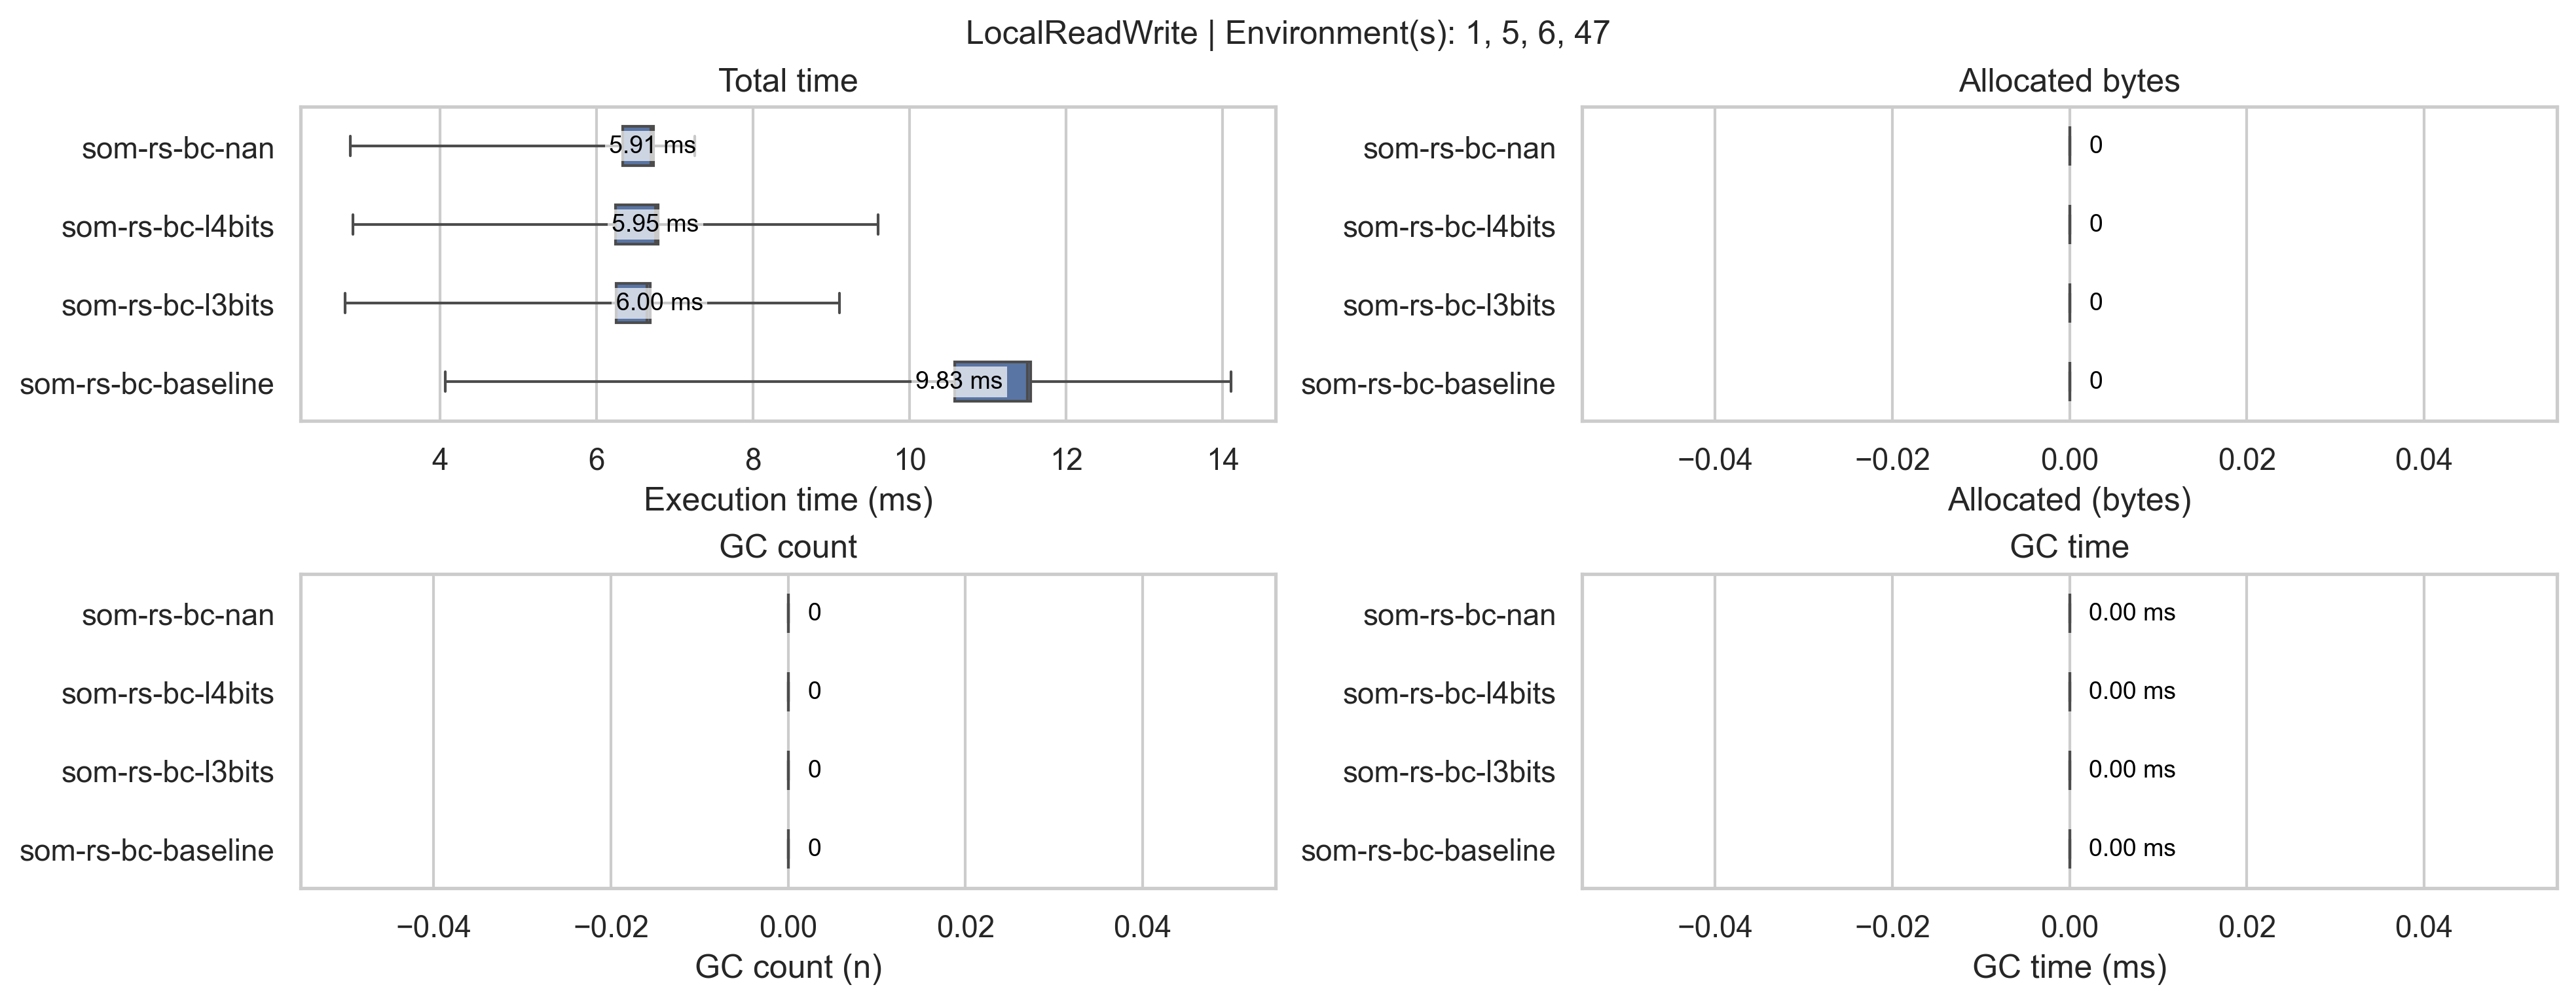 LocalReadWrite | Environment(s): 1, 5, 6, 47
Total time
som-rs-bc-nan
5.91 ms
som-rs-bc-l4bits
5.95 ms
som-rs-bc-l3bits
6.00 ms
som-rs-bc-baseline
9.83 ms
4 6 8 10 12 14
Execution time (ms)
Allocated bytes
som-rs-bc-nan
0
som-rs-bc-l4bits
0
som-rs-bc-l3bits
0
som-rs-bc-baseline
0
−0.04 −0.02 0.00 0.02 0.04
Allocated (bytes)
GC count
som-rs-bc-nan
0
som-rs-bc-l4bits
0
som-rs-bc-l3bits
0
som-rs-bc-baseline
0
−0.04 −0.02 0.00 0.02 0.04
GC count (n)
GC time
som-rs-bc-nan
0.00 ms
som-rs-bc-l4bits
0.00 ms
som-rs-bc-l3bits
0.00 ms
som-rs-bc-baseline
0.00 ms
−0.04 −0.02 0.00 0.02 0.04
GC time (ms)